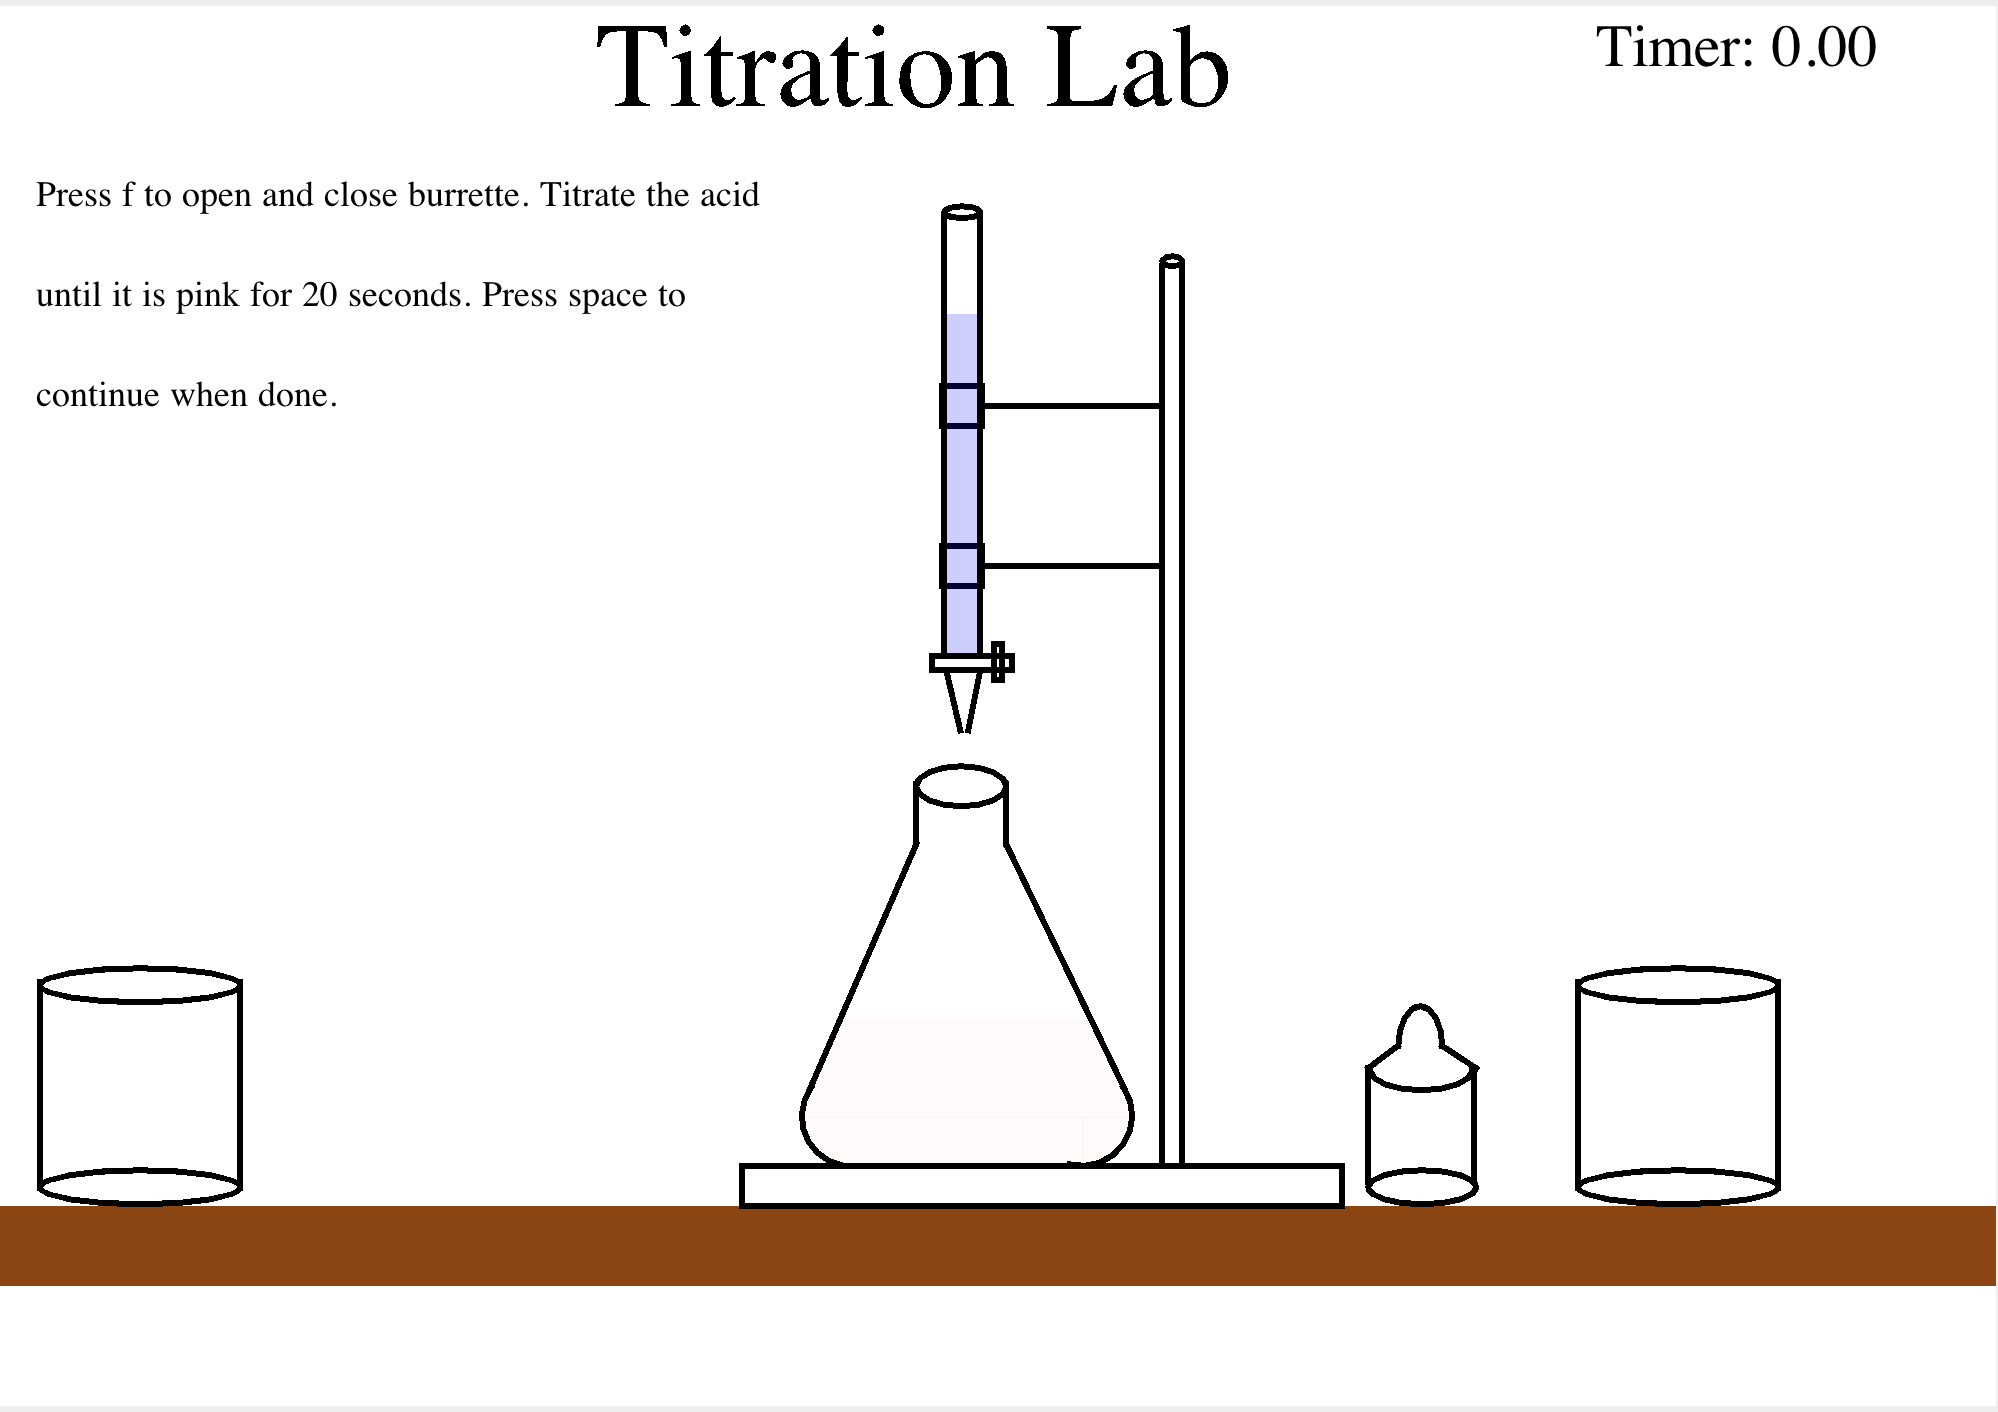 Titration Lab
Timer: 0.00
Press f to open and close burrette. Titrate the acid
until it is pink for 20 seconds. Press space to
continue when done.